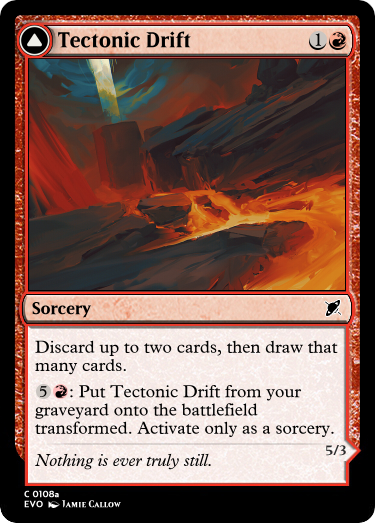 Tectonic Drift 1
Sorcery
Discard up to two cards, then draw that
many cards.
5 : Put Tectonic Drift from your
graveyard onto the battlefield
transformed. Activate only as a sorcery.
5/3
Nothing is ever truly still.
C 0108a
EVO Jamie Callow